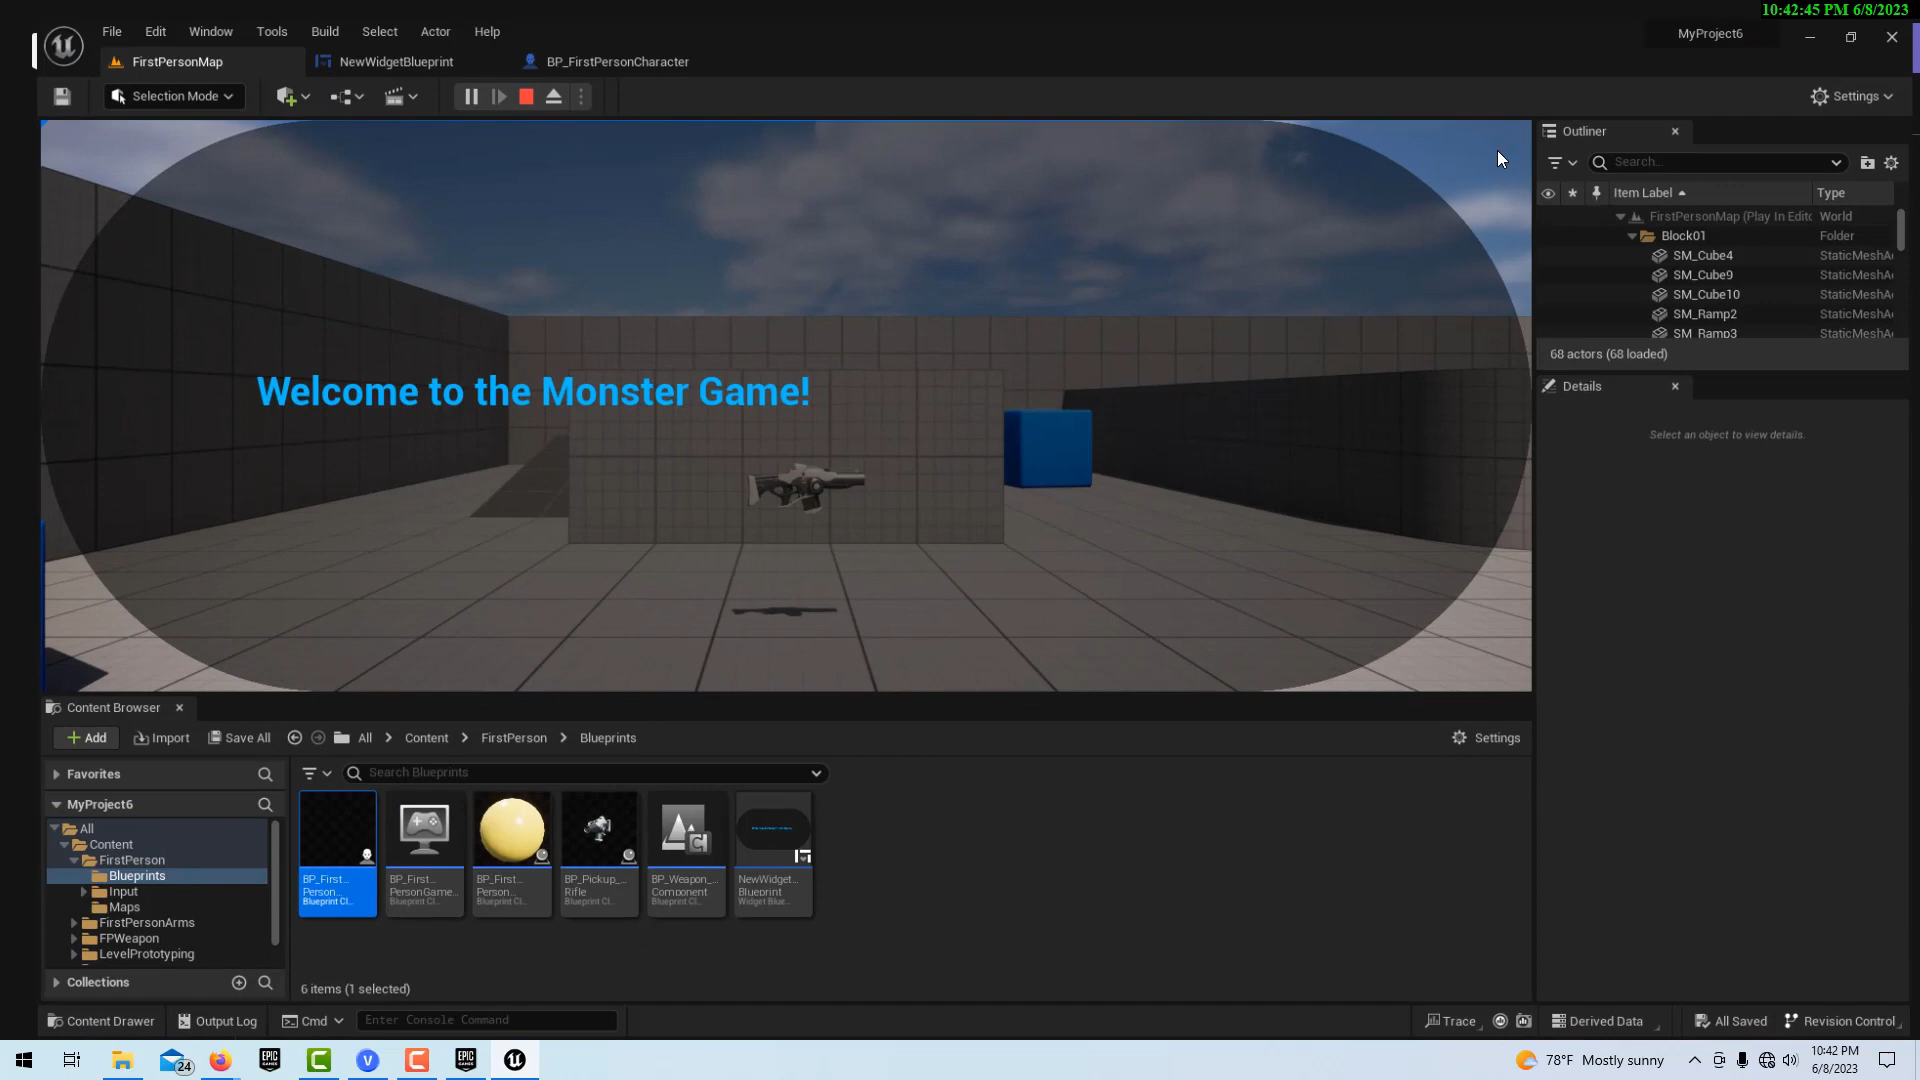 10:42:45 PM 6/8/2023
File Edit Window Tools Build Select Actor Help
MyProject6
FirstPersonMap NewWidgetBlueprint BP_FirstPersonCharacter
Selection Mode
Settings
Welcome to the Monster Game!
Outliner
Search...
Item Label Type
FirstPersonMap (Play In Edito World
Block01 Folder
SM_Cube4 StaticMeshA
SM_Cube9 StaticMeshA
SM_Cube10 StaticMeshA
SM_Ramp2 StaticMeshA
SM_Ramp3 StaticMeshA
68 actors (68 loaded)
Details
Select an object to view details.
Content Browser
Add Import Save All All Content FirstPerson Blueprints Settings
Favorites
Search Blueprints
MyProject6
All
Content
FirstPerson
Blueprints
Input
Maps
FirstPersonArms
FPWeapon
LevelPrototyping
Collections
BP_First...
Person...
Blueprint Cl...
BP_First...
PersonGame...
Blueprint Cl...
BP_First...
Person...
Blueprint Cl...
BP_Pickup_...
Rifle
Blueprint Cl...
BP_Weapon_...
Component
Blueprint Cl...
NewWidget...
Blueprint
Widget Blue...
6 items (1 selected)
Content Drawer Output Log Cmd Enter Console Command
Trace Derived Data All Saved Revision Control
24
EPIC GAMES
V
C
EPIC GAMES
78°F Mostly sunny
10:42 PM
6/8/2023